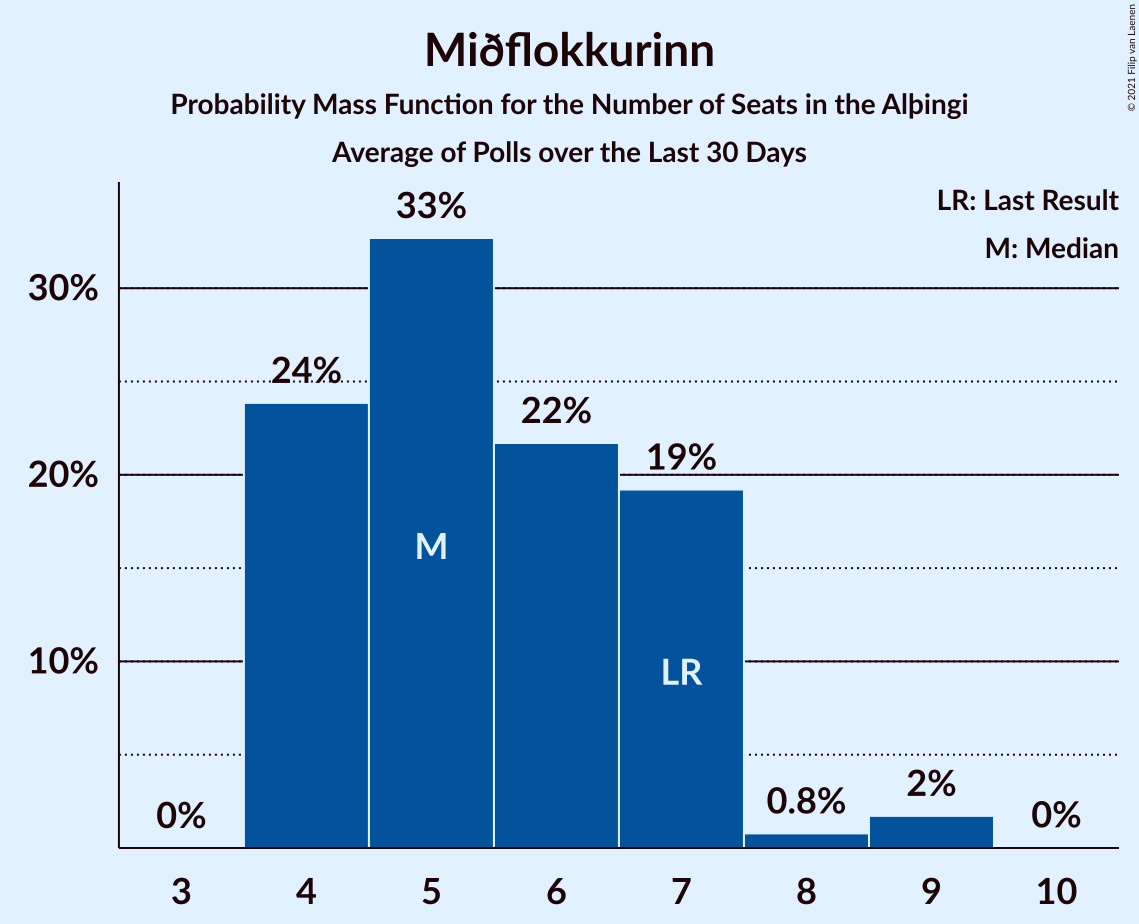 Miðflokkurinn
Probability Mass Function for the Number of Seats in the Alþingi
Average of Polls over the Last 30 Days
© 2021 Filip van Laenen
LR: Last Result
M: Median
30%
20%
10%
0%
24%
33%
22%
19%
0.8%
2%
0%
M
LR
3
4
5
6
7
8
9
10